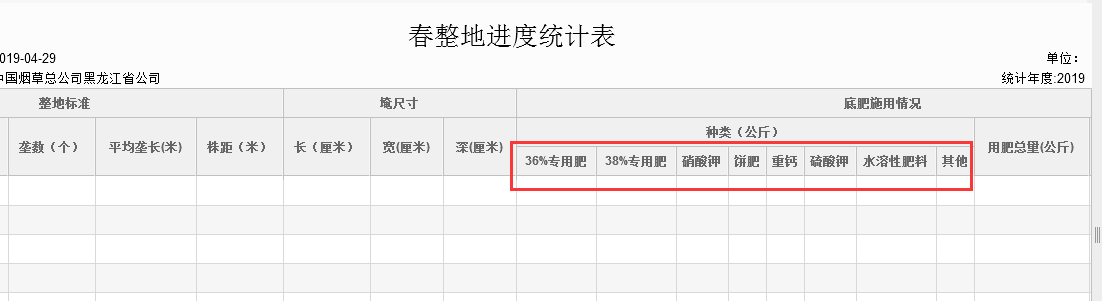 春整地进度统计表
019-04-29 单位：
中国烟草总公司黑龙江省公司 统计年度:2019
整地标准 垄尺寸 底肥施用情况
垄数（个） 平均垄长(米) 株距（米） 长（厘米） 宽(厘米) 深(厘米) 种类（公斤） 用肥总量(公斤)
36%专用肥 38%专用肥 硝酸钾 饼肥 重钙 硫酸钾 水溶性肥料 其他